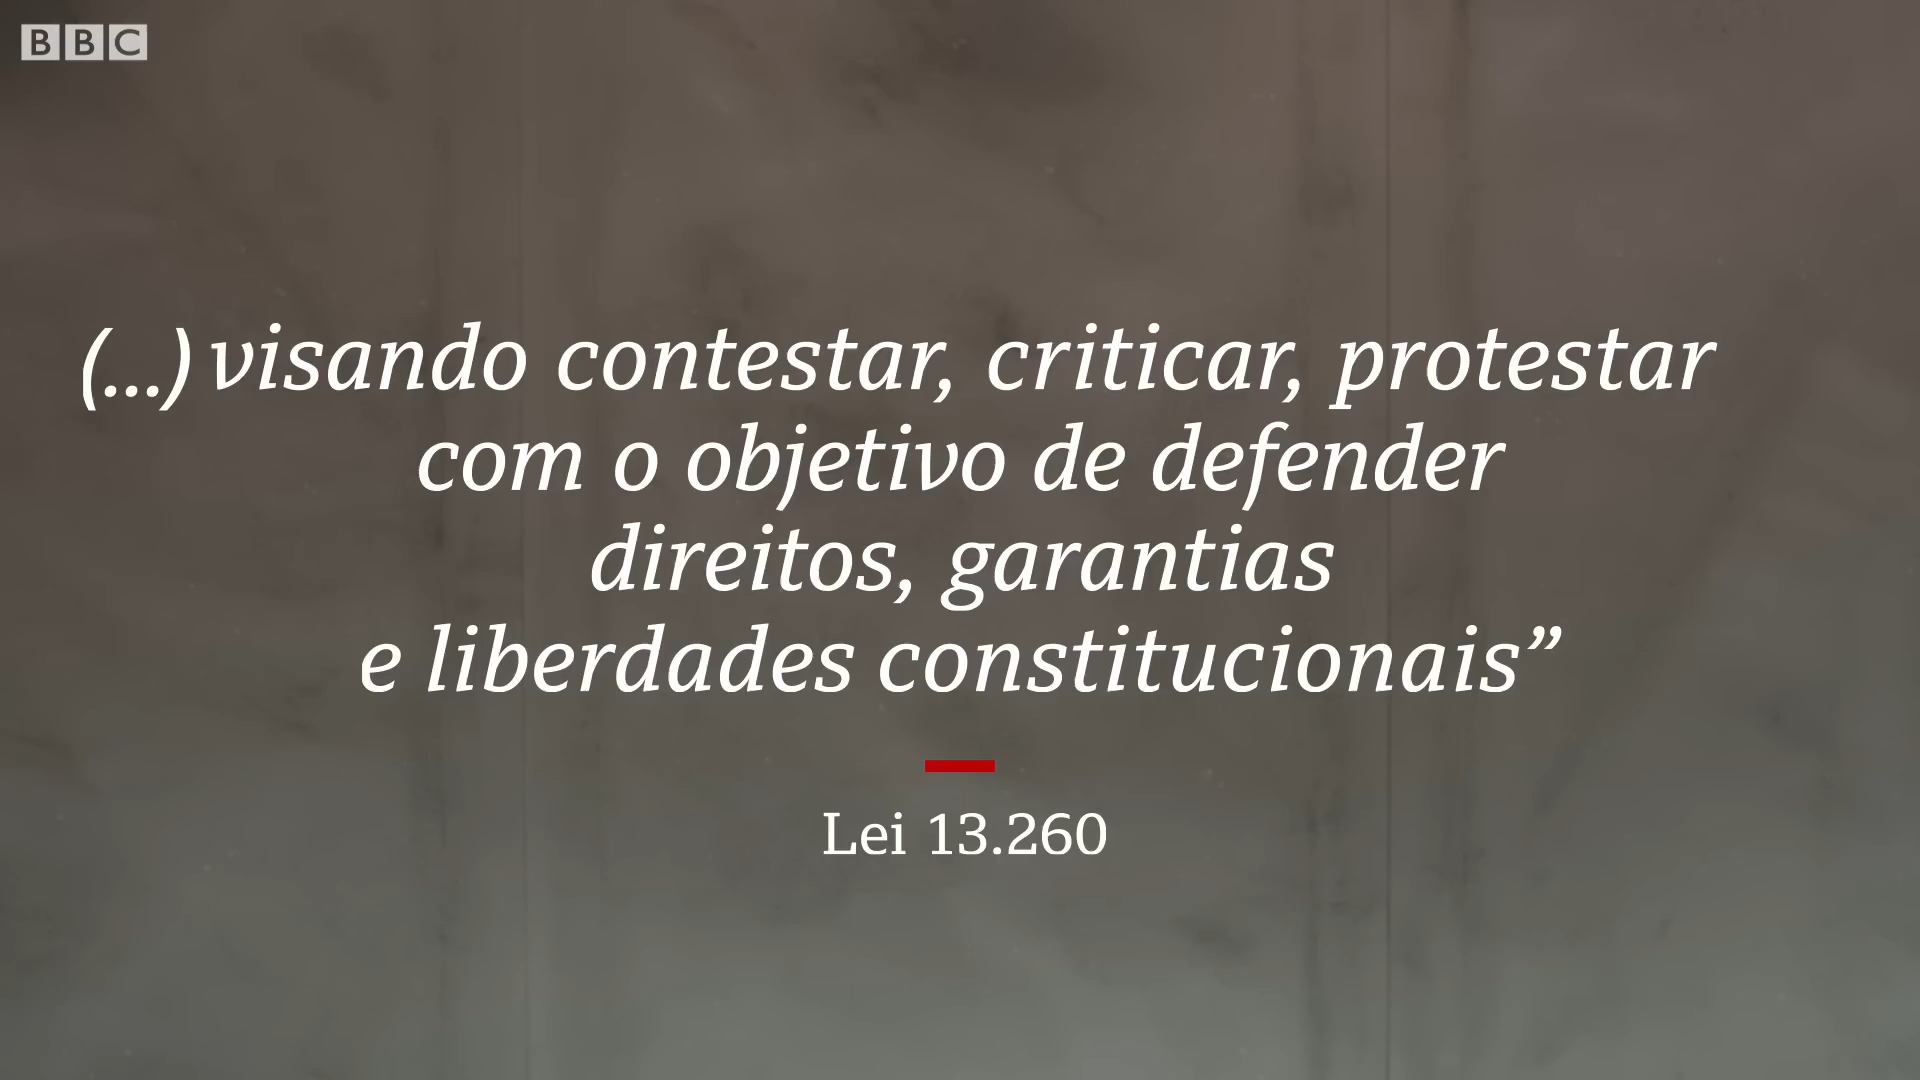 BBC
(...) visando contestar, criticar, protestar
com o objetivo de defender
direitos, garantias
e liberdades constitucionais”
Lei 13.260